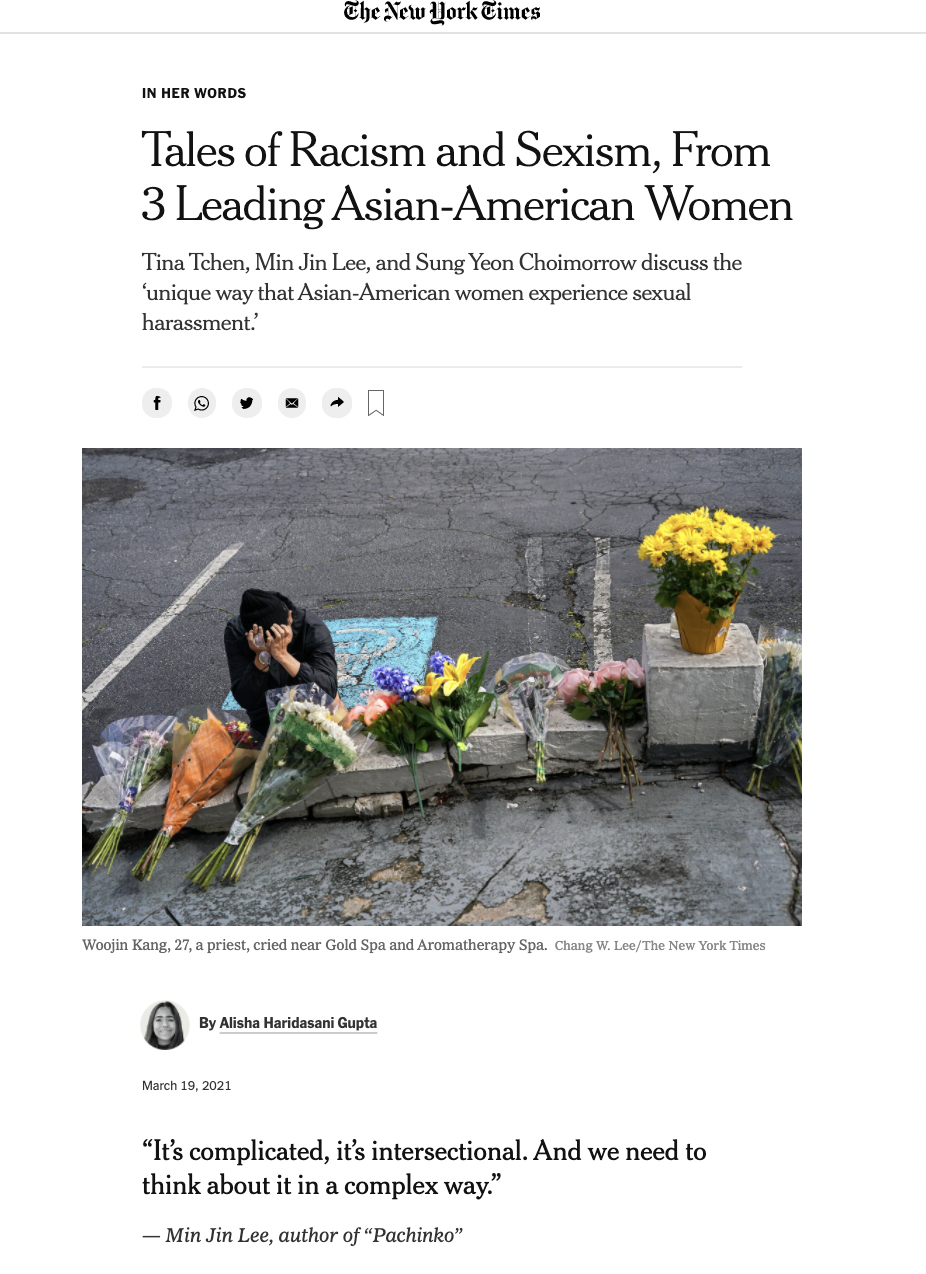 The New York Times
IN HER WORDS
Tales of Racism and Sexism, From
3 Leading Asian-American Women
Tina Tchen, Min Jin Lee, and Sung Yeon Choimorrow discuss the
‘unique way that Asian-American women experience sexual
harassment.’
Woojin Kang, 27, a priest, cried near Gold Spa and Aromatherapy Spa. Chang W. Lee/The New York Times
By Alisha Haridasani Gupta
March 19, 2021
“It’s complicated, it’s intersectional. And we need to
think about it in a complex way.”
— Min Jin Lee, author of “Pachinko”